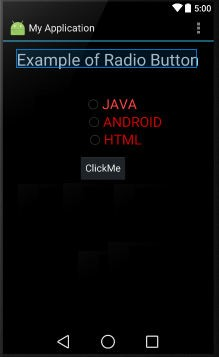 5:00
My Application
Example of Radio Button
JAVA
ANDROID
HTML
ClickMe